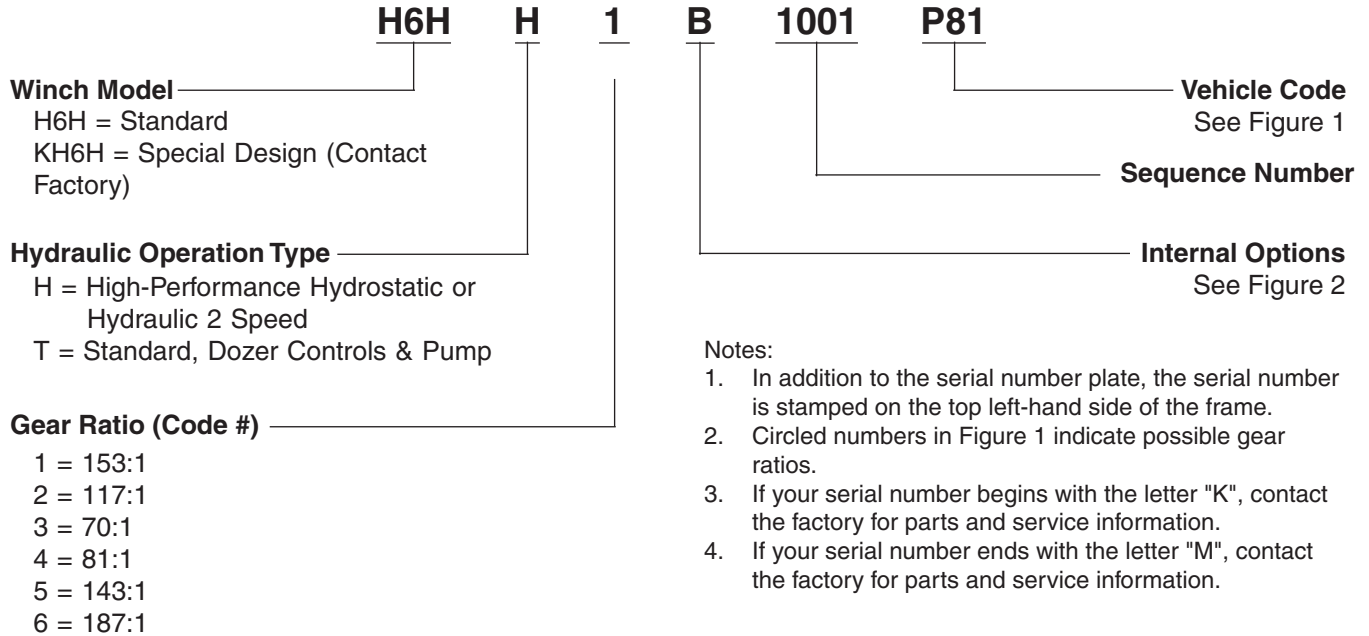 H6H H 1 B 1001 P81
Winch Model
H6H = Standard
KH6H = Special Design (Contact
Factory)
Hydraulic Operation Type
H = High-Performance Hydrostatic or
Hydraulic 2 Speed
T = Standard, Dozer Controls & Pump
Gear Ratio (Code #)
1 = 153:1
2 = 117:1
3 = 70:1
4 = 81:1
5 = 143:1
6 = 187:1
Vehicle Code
See Figure 1
Sequence Number
Internal Options
See Figure 2
Notes:
1. In addition to the serial number plate, the serial number
is stamped on the top left-hand side of the frame.
2. Circled numbers in Figure 1 indicate possible gear
ratios.
3. If your serial number begins with the letter "K", contact
the factory for parts and service information.
4. If your serial number ends with the letter "M", contact
the factory for parts and service information.